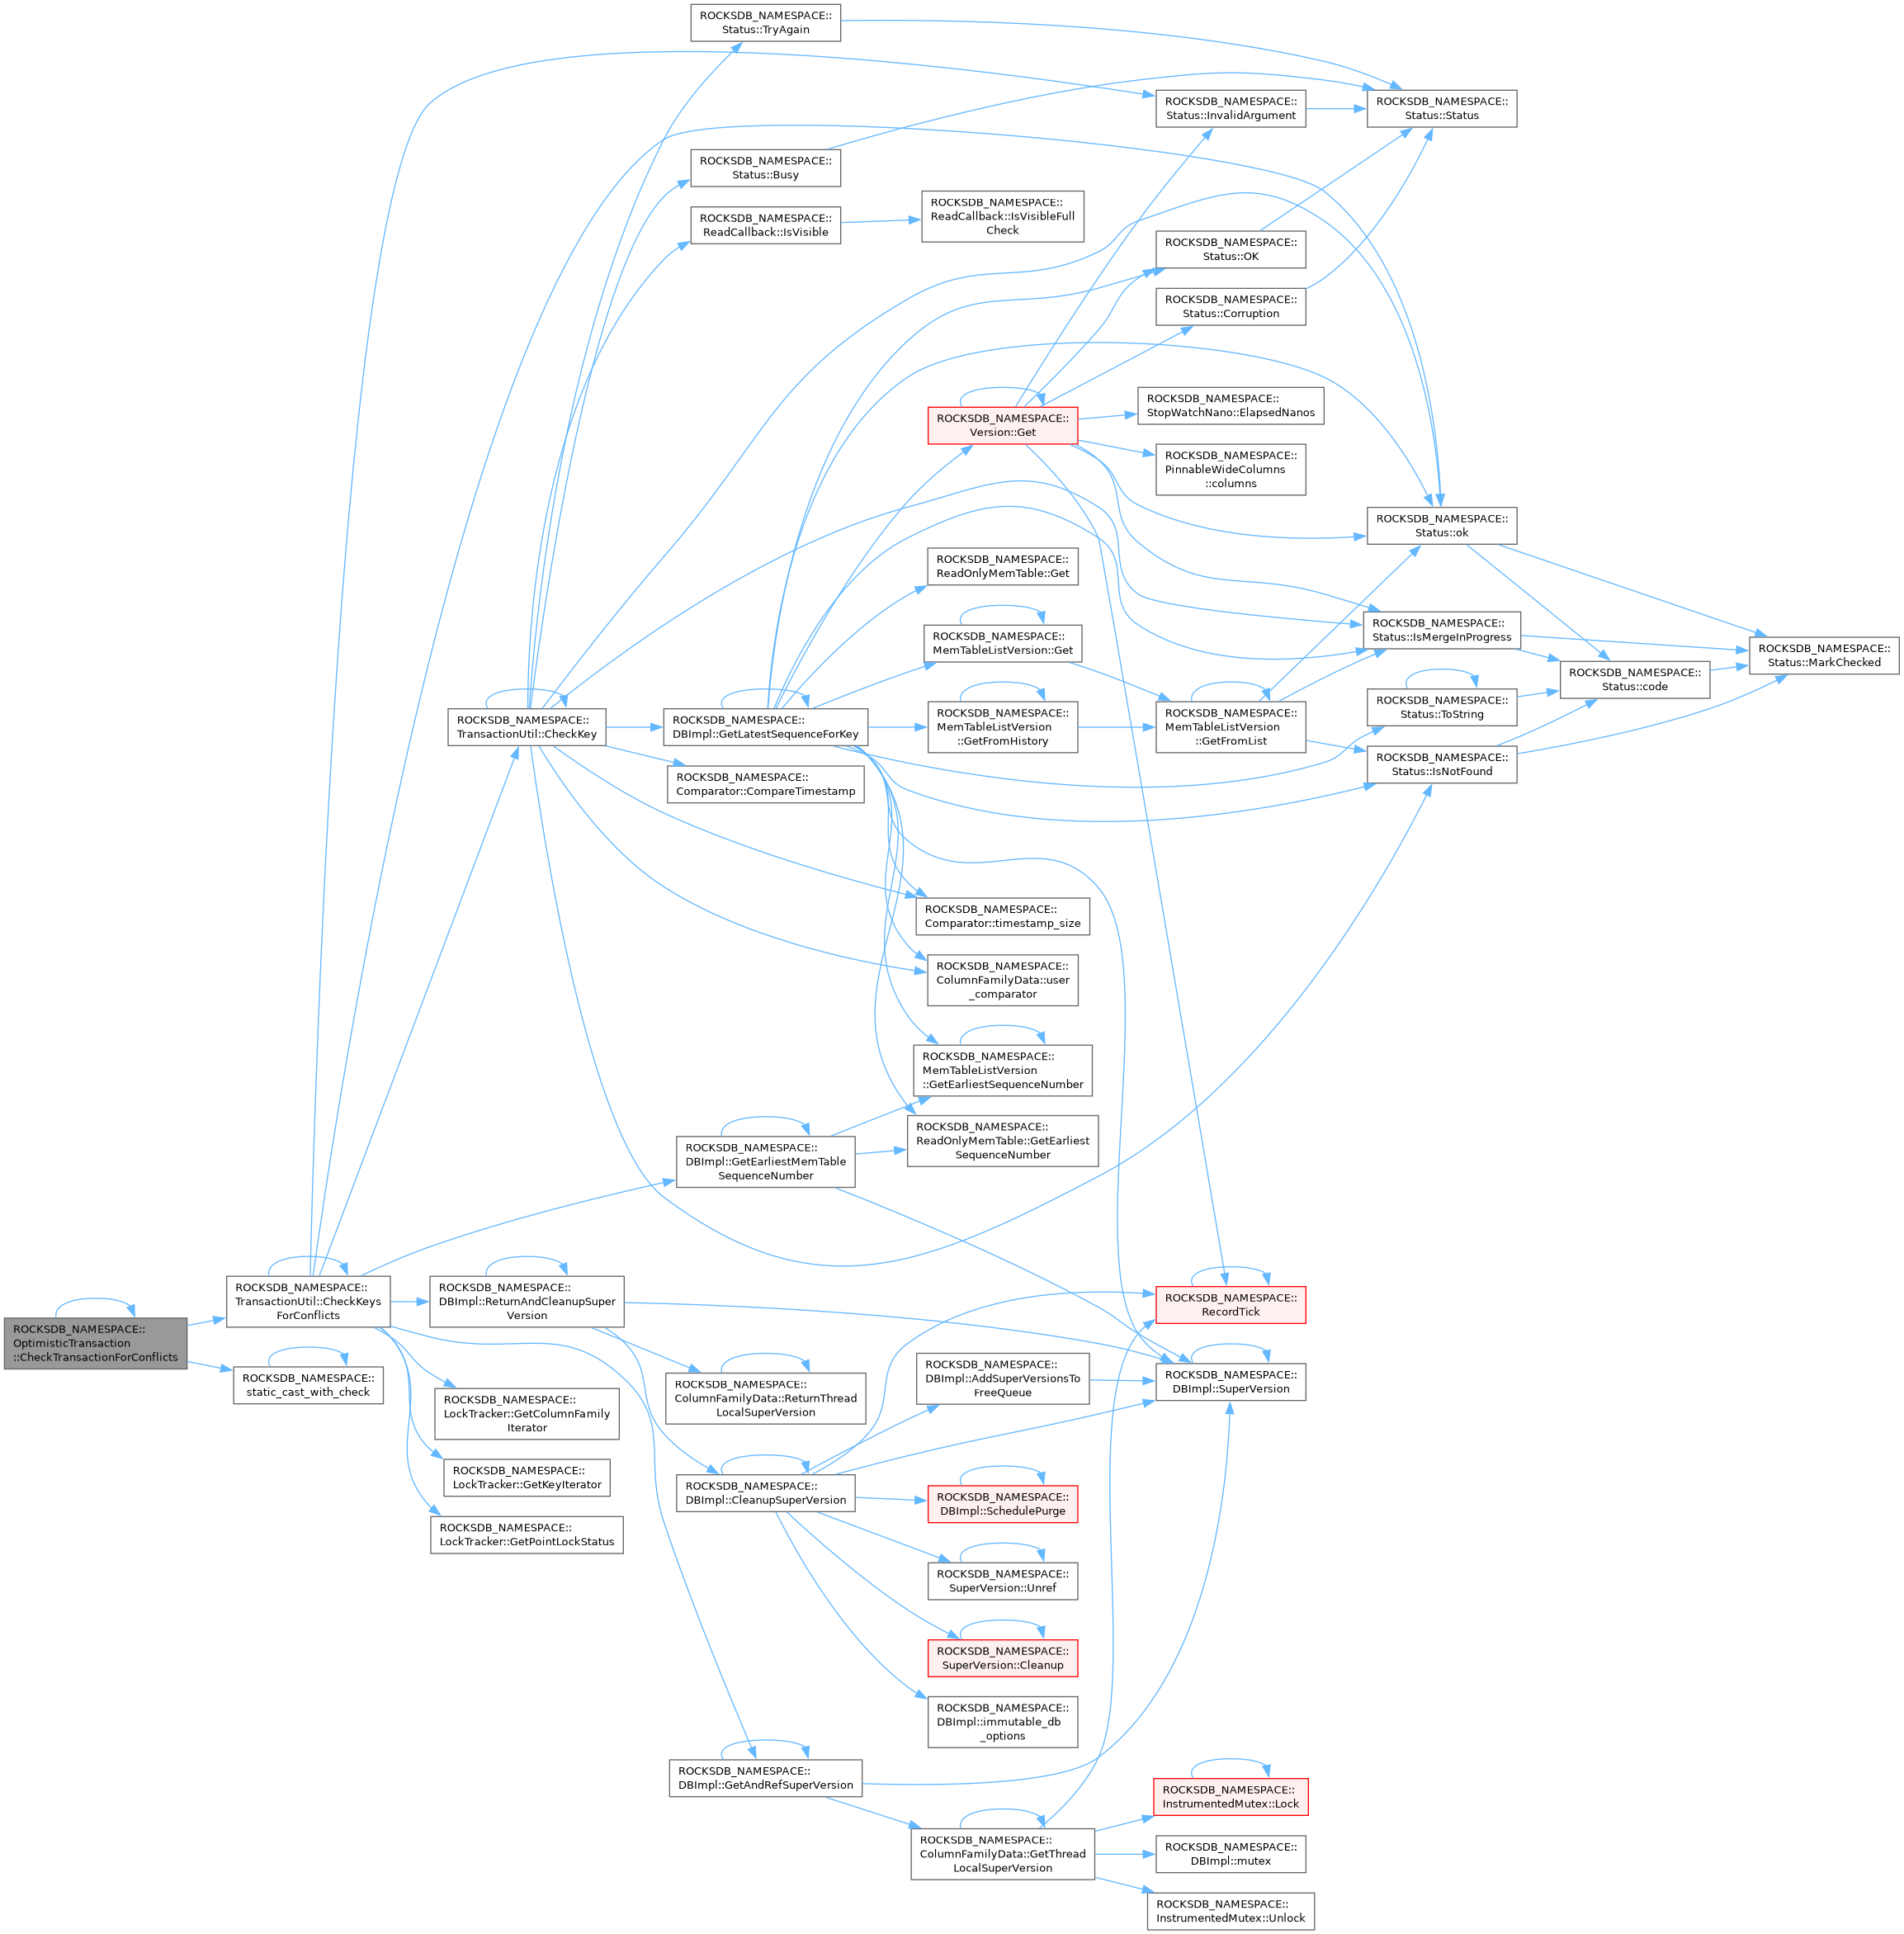 ROCKSDB_NAMESPACE::
Status::TryAgain
ROCKSDB_NAMESPACE::
Status::InvalidArgument
ROCKSDB_NAMESPACE::
Status::Status
ROCKSDB_NAMESPACE::
Status::Busy
ROCKSDB_NAMESPACE::
ReadCallback::IsVisible
ROCKSDB_NAMESPACE::
ReadCallback::IsVisibleFull
Check
ROCKSDB_NAMESPACE::
Status::OK
ROCKSDB_NAMESPACE::
Status::Corruption
ROCKSDB_NAMESPACE::
Version::Get
ROCKSDB_NAMESPACE::
StopWatchNano::ElapsedNanos
ROCKSDB_NAMESPACE::
PinnableWideColumns
::columns
ROCKSDB_NAMESPACE::
Status::ok
ROCKSDB_NAMESPACE::
ReadOnlyMemTable::Get
ROCKSDB_NAMESPACE::
MemTableListVersion::Get
ROCKSDB_NAMESPACE::
Status::IsMergeInProgress
ROCKSDB_NAMESPACE::
Status::MarkChecked
ROCKSDB_NAMESPACE::
Status::code
ROCKSDB_NAMESPACE::
TransactionUtil::CheckKey
ROCKSDB_NAMESPACE::
DBImpl::GetLatestSequenceForKey
ROCKSDB_NAMESPACE::
MemTableListVersion
::GetFromHistory
ROCKSDB_NAMESPACE::
MemTableListVersion
::GetFromList
ROCKSDB_NAMESPACE::
Status::ToString
ROCKSDB_NAMESPACE::
Status::IsNotFound
ROCKSDB_NAMESPACE::
Comparator::CompareTimestamp
ROCKSDB_NAMESPACE::
Comparator::timestamp_size
ROCKSDB_NAMESPACE::
ColumnFamilyData::user
_comparator
ROCKSDB_NAMESPACE::
MemTableListVersion
::GetEarliestSequenceNumber
ROCKSDB_NAMESPACE::
DBImpl::GetEarliestMemTable
SequenceNumber
ROCKSDB_NAMESPACE::
ReadOnlyMemTable::GetEarliest
SequenceNumber
ROCKSDB_NAMESPACE::
OptimisticTransaction
::CheckTransactionForConflicts
ROCKSDB_NAMESPACE::
TransactionUtil::CheckKeys
ForConflicts
ROCKSDB_NAMESPACE::
static_cast_with_check
ROCKSDB_NAMESPACE::
DBImpl::ReturnAndCleanupSuper
Version
ROCKSDB_NAMESPACE::
RecordTick
ROCKSDB_NAMESPACE::
LockTracker::GetColumnFamily
Iterator
ROCKSDB_NAMESPACE::
ColumnFamilyData::ReturnThread
LocalSuperVersion
ROCKSDB_NAMESPACE::
DBImpl::AddSuperVersionsTo
FreeQueue
ROCKSDB_NAMESPACE::
DBImpl::SuperVersion
ROCKSDB_NAMESPACE::
LockTracker::GetKeyIterator
ROCKSDB_NAMESPACE::
DBImpl::CleanupSuperVersion
ROCKSDB_NAMESPACE::
DBImpl::SchedulePurge
ROCKSDB_NAMESPACE::
LockTracker::GetPointLockStatus
ROCKSDB_NAMESPACE::
SuperVersion::Unref
ROCKSDB_NAMESPACE::
SuperVersion::Cleanup
ROCKSDB_NAMESPACE::
DBImpl::immutable_db
_options
ROCKSDB_NAMESPACE::
DBImpl::GetAndRefSuperVersion
ROCKSDB_NAMESPACE::
ColumnFamilyData::GetThread
LocalSuperVersion
ROCKSDB_NAMESPACE::
InstrumentedMutex::Lock
ROCKSDB_NAMESPACE::
DBImpl::mutex
ROCKSDB_NAMESPACE::
InstrumentedMutex::Unlock